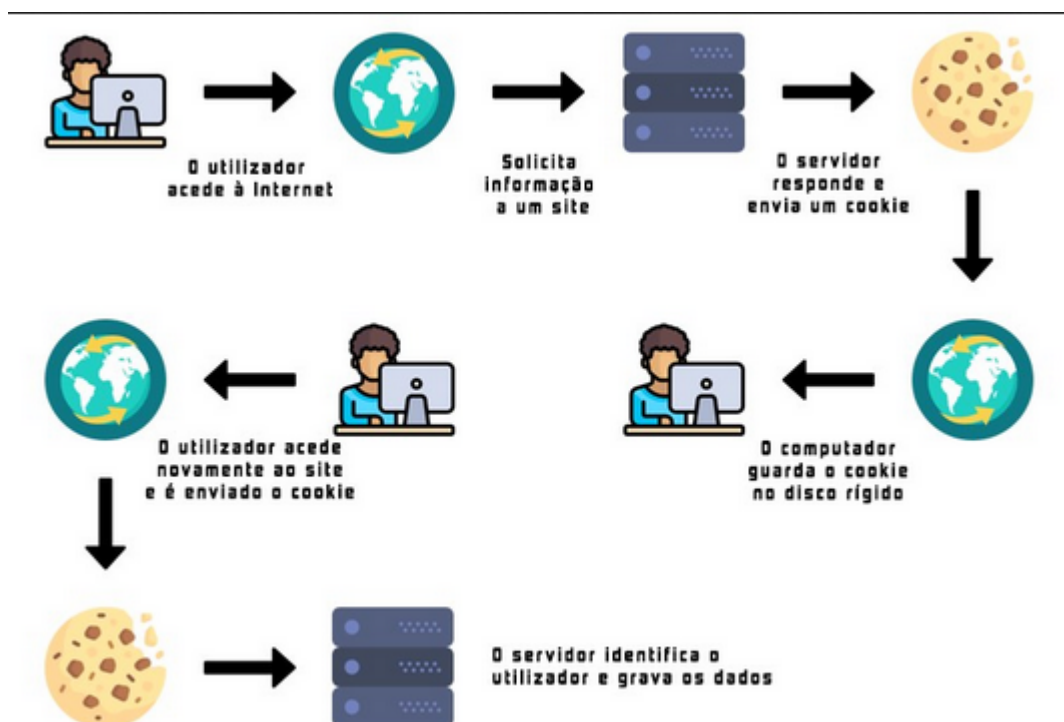 O utilizador
acede à Internet
Solicita
informação
a um site
O servidor
responde e
envia um cookie
O computador
guarda o cookie
no disco rígido
O utilizador acede
novamente ao site
e é enviado o cookie
O servidor identifica o
utilizador e grava os dados